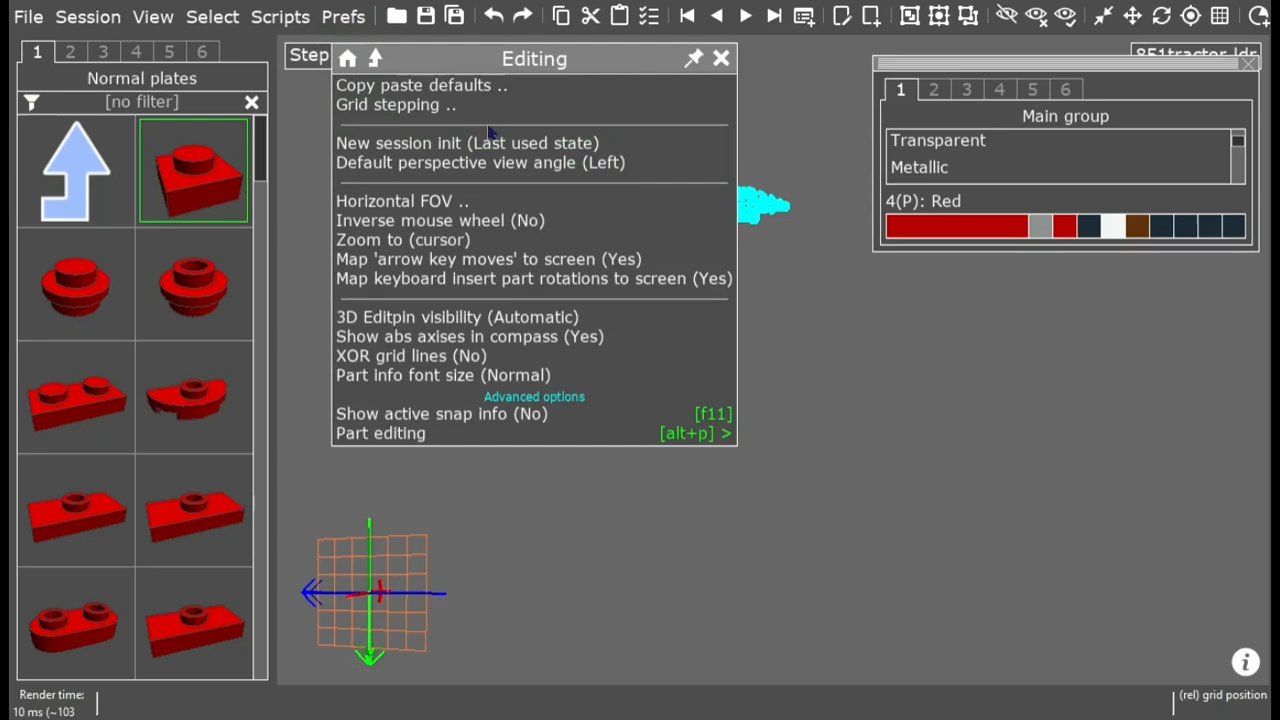 File Session View Select Scripts Prefs
1 2 3 4 5 6
Normal plates
[no filter]
Step
Editing
Copy paste defaults ..
Grid stepping ..
New session init (Last used state)
Default perspective view angle (Left)
Horizontal FOV ..
Inverse mouse wheel (No)
Zoom to (cursor)
Map 'arrow key moves' to screen (Yes)
Map keyboard insert part rotations to screen (Yes)
3D Editpin visibility (Automatic)
Show abs axises in compass (Yes)
XOR grid lines (No)
Part info font size (Normal)
Advanced options
Show active snap info (No) [f11]
Part editing [alt+p] >
851tractor.ldr
1 2 3 4 5 6
Main group
Transparent
Metallic
4(P): Red
Render time:
10 ms (~103
(rel) grid position